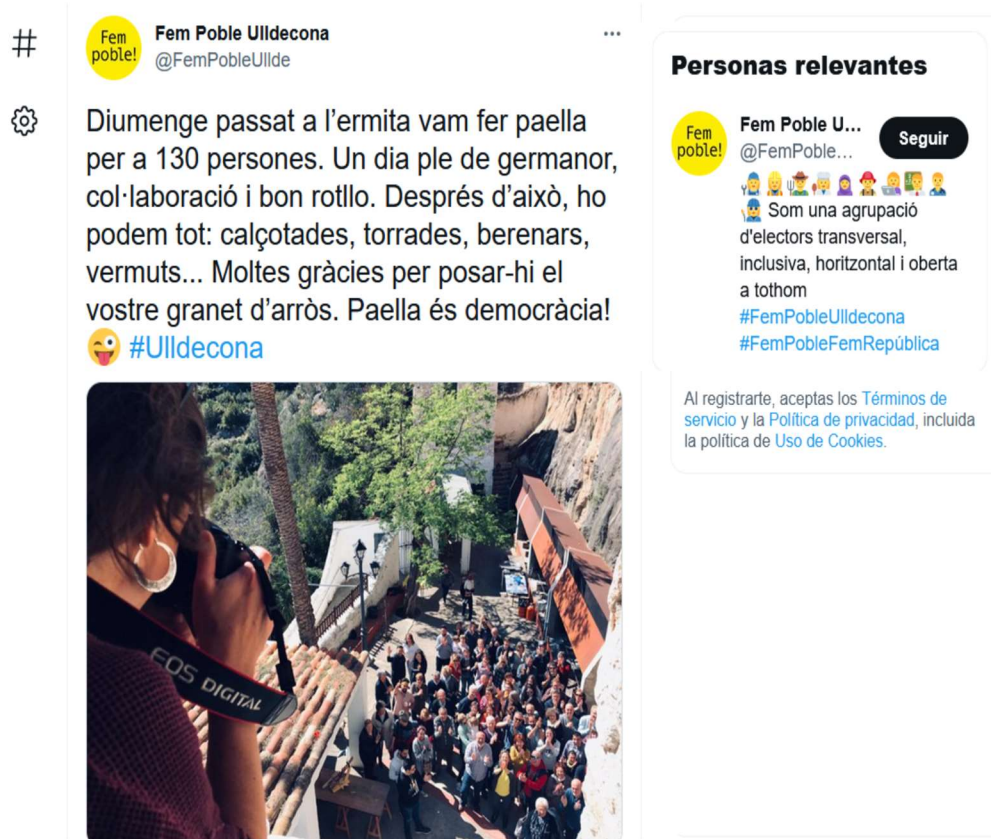 Fem
poble!
Fem Poble Ulldecona
@FemPobleUllde
Diumenge passat a l’ermita vam fer paella
per a 130 persones. Un dia ple de germanor,
col·laboració i bon rotllo. Després d’això, ho
podem tot: calçotades, torrades, berenars,
vermuts... Moltes gràcies per posar-hi el
vostre granet d’arròs. Paella és democràcia!
#Ulldecona
EOS DIGITAL
Personas relevantes
Fem
poble!
Fem Poble U...
@FemPoble...
Seguir
Som una agrupació
d'electors transversal,
inclusiva, horitzontal i oberta
a tothom
#FemPobleUlldecona
#FemPobleFemRepública
Al registrarte, aceptas los Términos de
servicio y la Política de privacidad, incluida
la política de Uso de Cookies.